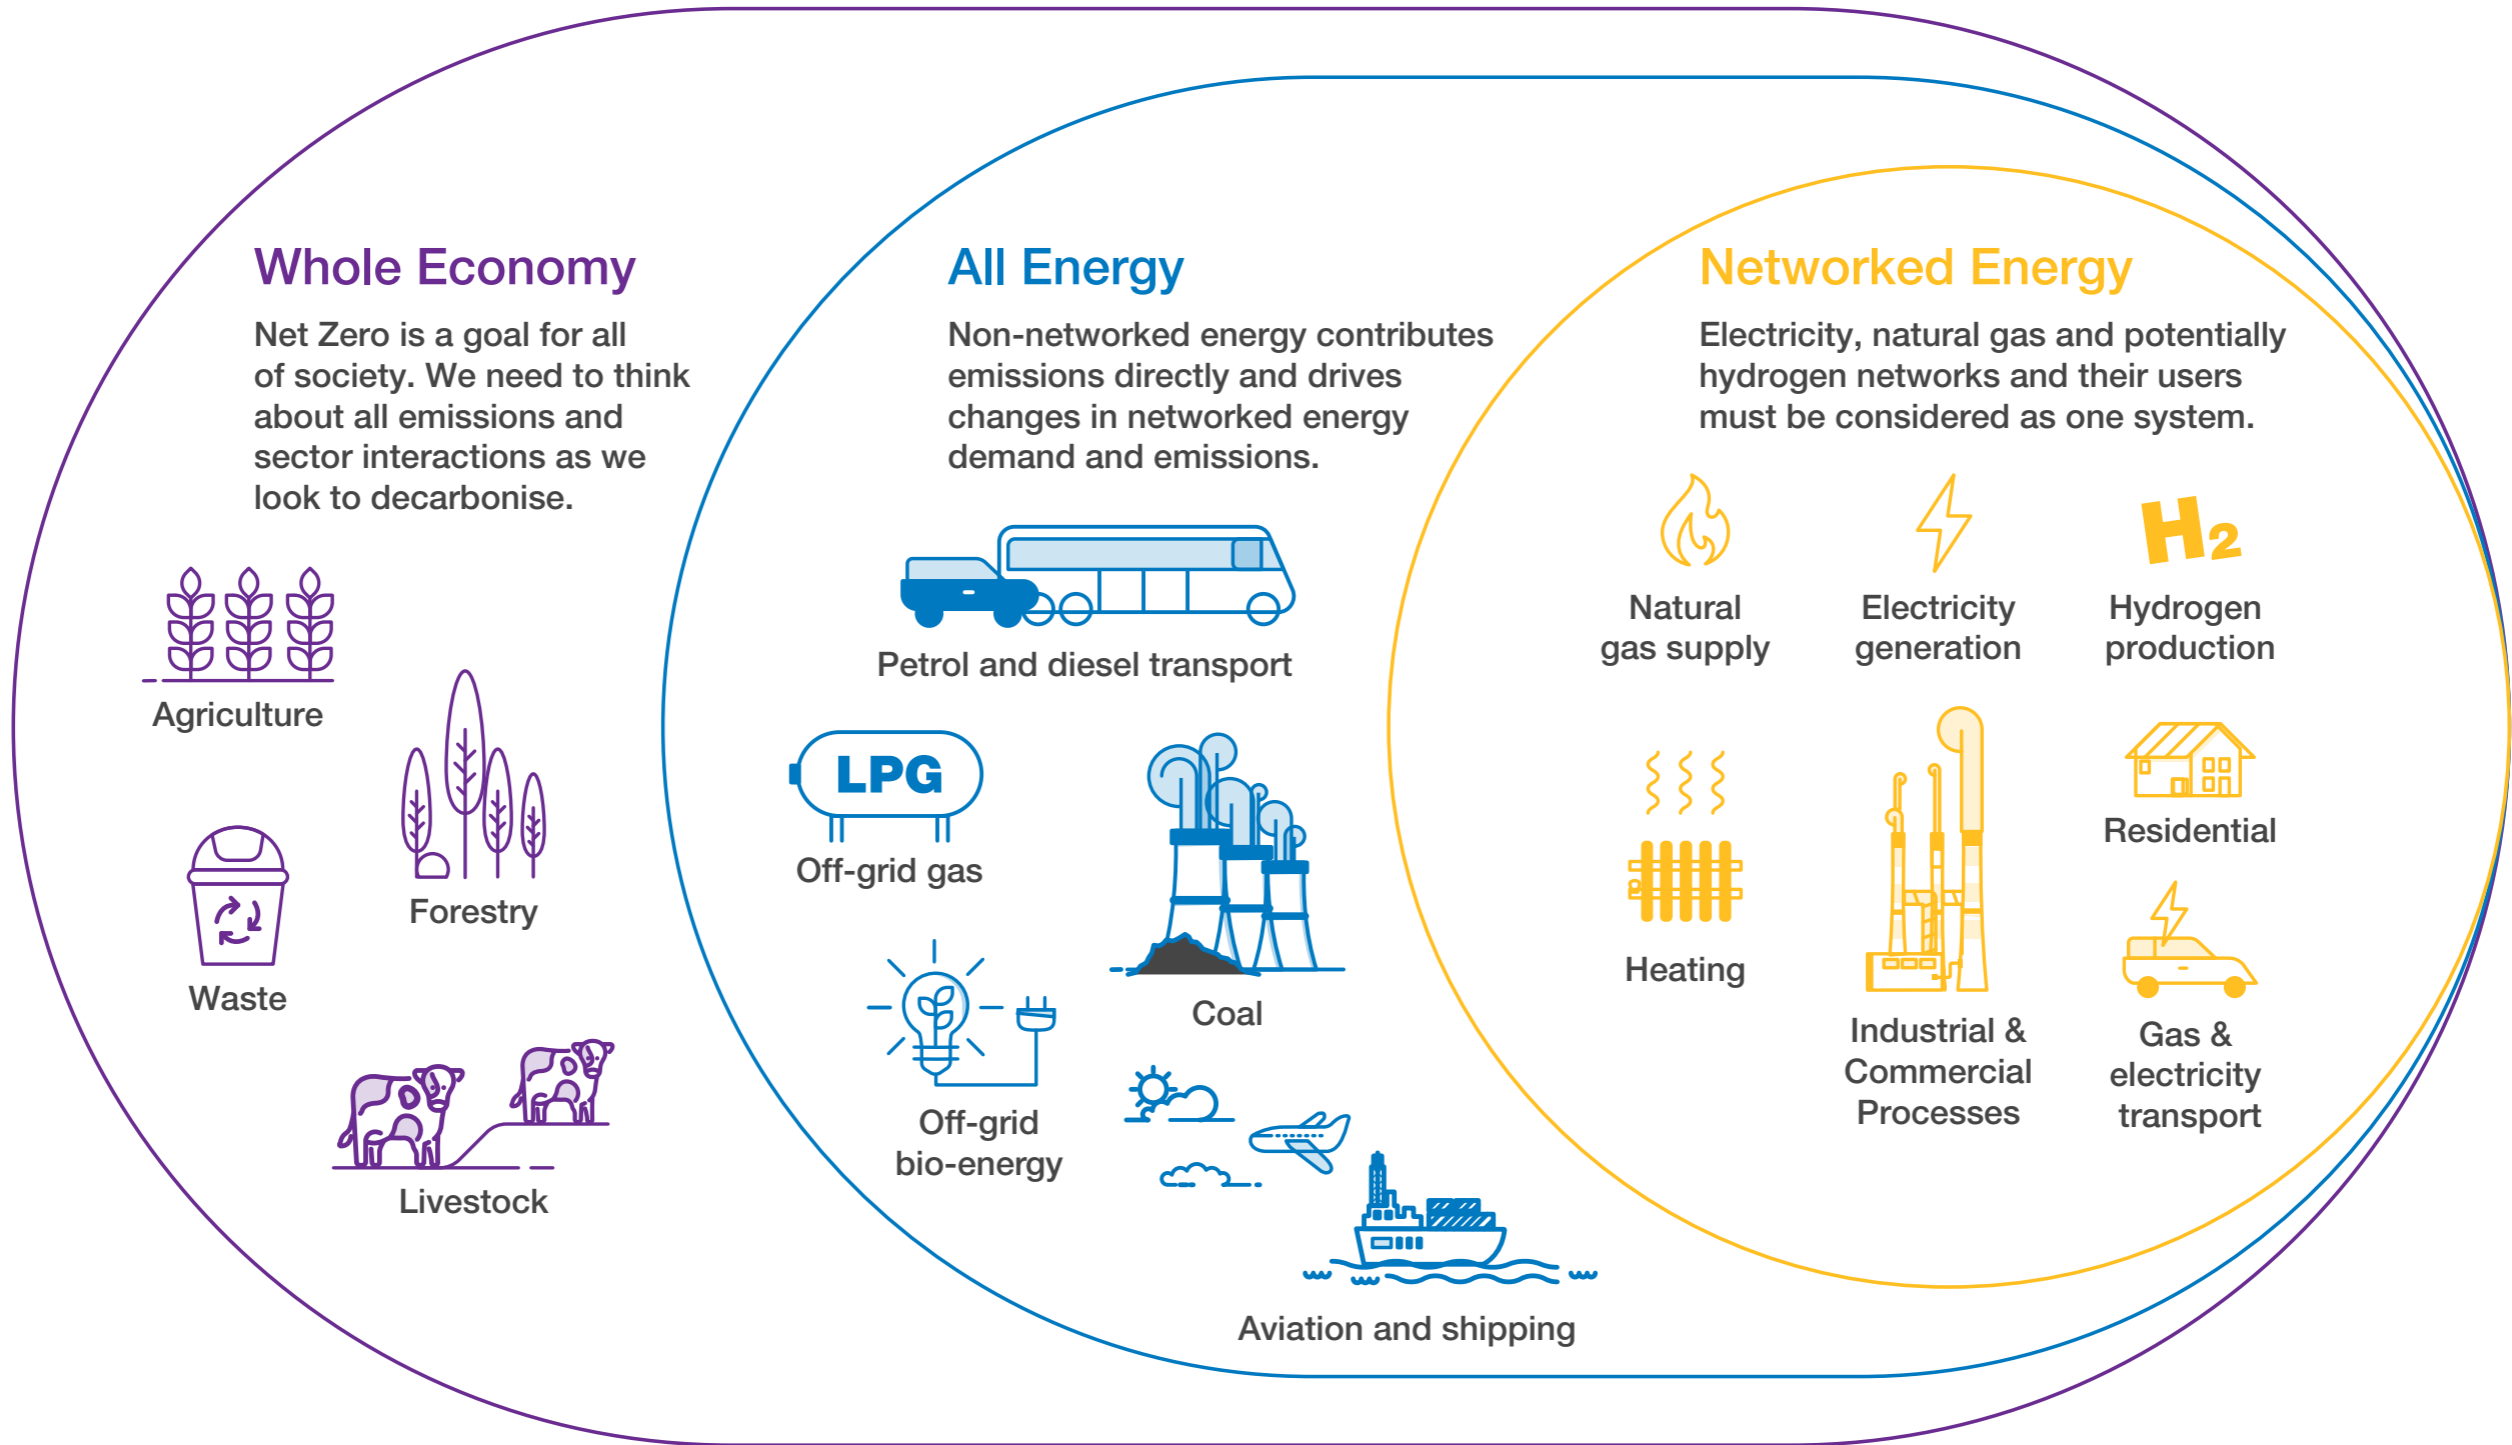 Whole Economy
Net Zero is a goal for all
of society. We need to think
about all emissions and
sector interactions as we
look to decarbonise.
Agriculture
Forestry
Waste
Livestock
All Energy
Non-networked energy contributes
emissions directly and drives
changes in networked energy
demand and emissions.
Petrol and diesel transport
LPG
Off-grid gas
Coal
Off-grid
bio-energy
Aviation and shipping
Networked Energy
Electricity, natural gas and potentially
hydrogen networks and their users
must be considered as one system.
Natural
gas supply
Electricity
generation
H2
Hydrogen
production
Heating
Industrial &
Commercial
Processes
Residential
Gas &
electricity
transport